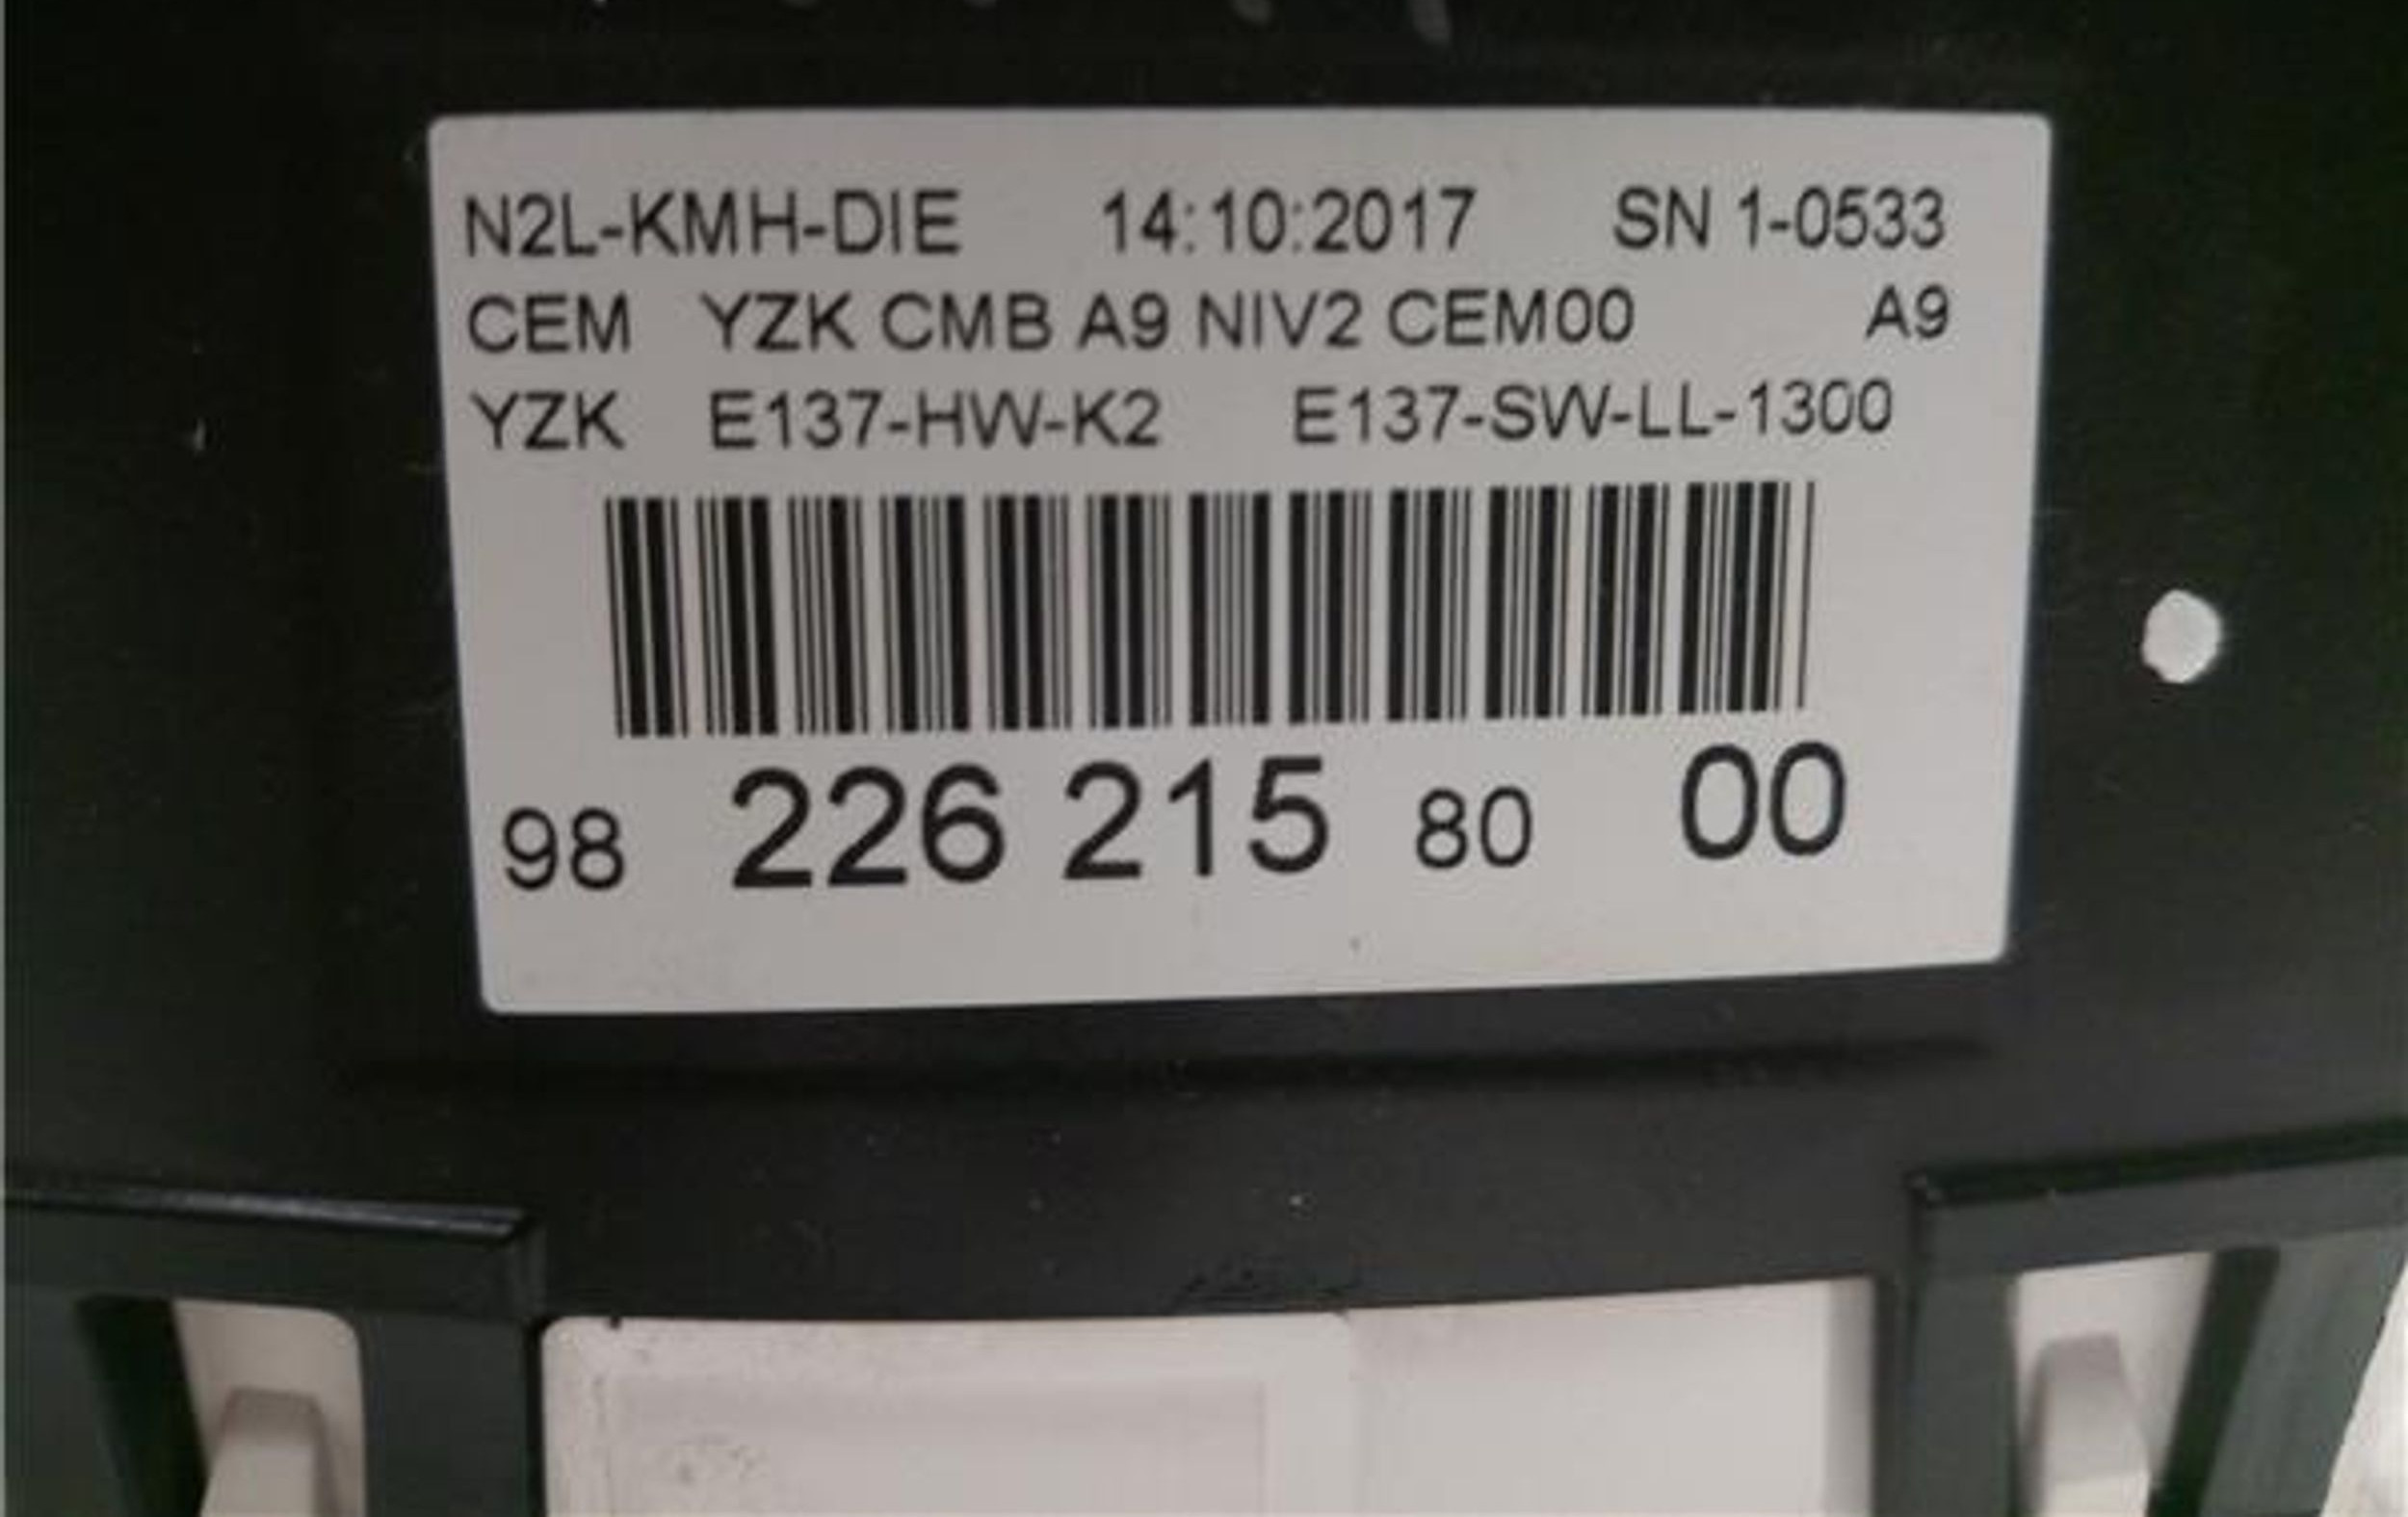 N2L-KMH-DIE 14:10:2017 SN 1-0533
CEM YZK CMB A9 NIV2 CEM00 A9
YZK E137-HW-K2 E137-SW-LL-1300
98 226 215 80 00